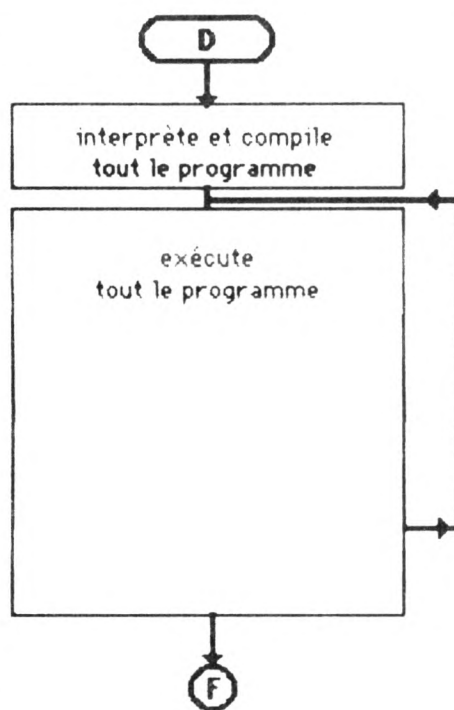 D
interprète et compile
tout le programme
exécute
tout le programme
F